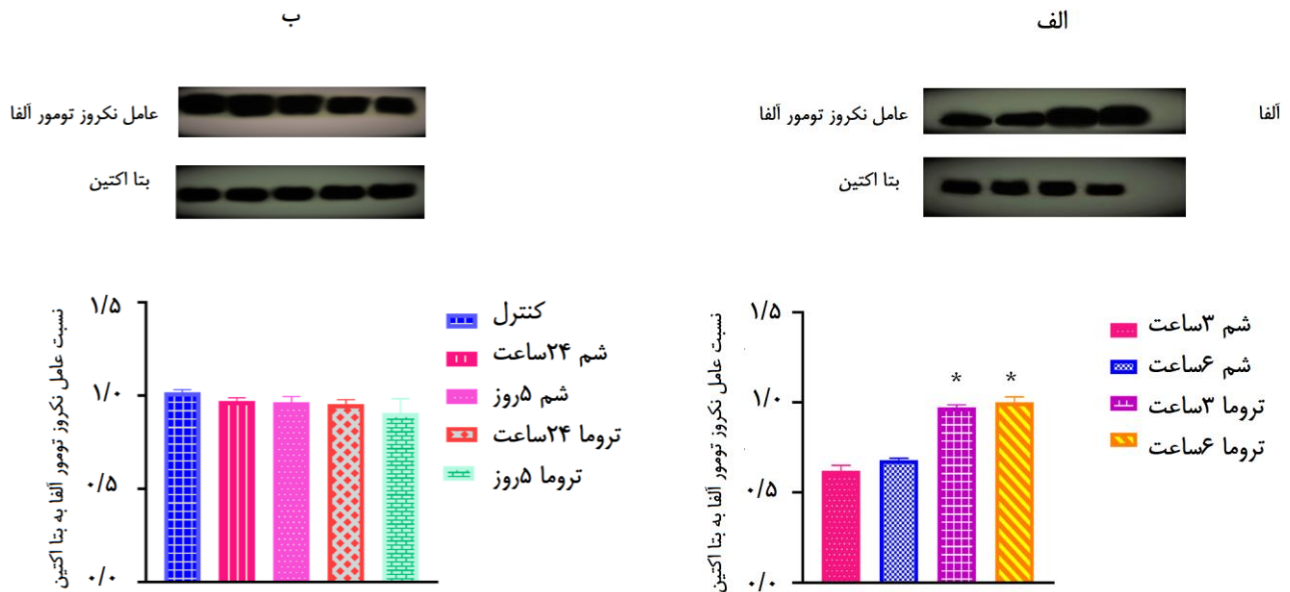 الف
آلفا
عامل نکروز تومور آلفا
بتا اکتین
نسبت عامل نکروز تومور آلفا به بتا اکتین
۱/۵
۱/۰
۰/۵
۰/۰
* *
شم ۳ساعت
شم ۶ساعت
تروما ۳ساعت
تروما ۶ساعت
ب
عامل نکروز تومور آلفا
بتا اکتین
نسبت عامل نکروز تومور آلفا به بتا اکتین
۱/۵
۱/۰
۰/۵
۰/۰
کنترل
شم ۲۴ساعت
شم ۵روز
تروما ۲۴ساعت
تروما ۵روز